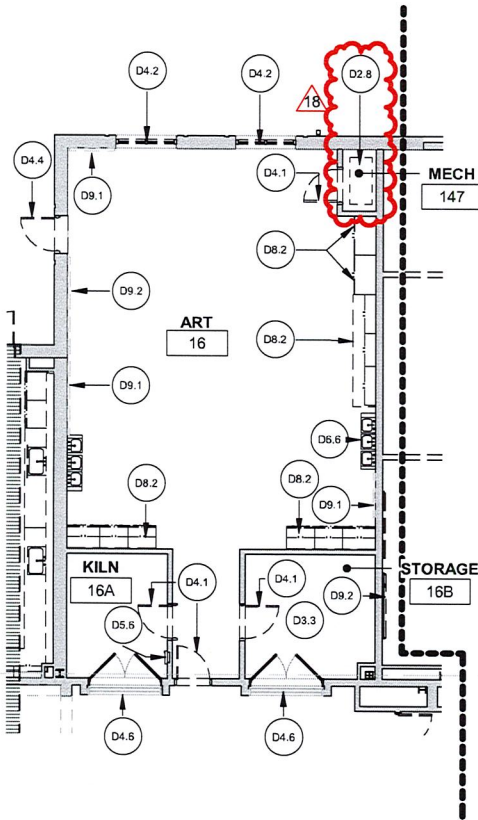 D4.2
D4.2
D2.8
18
D4.4
D9.1
D4.1
MECH
147
D8.2
D9.2
ART
16
D8.2
D9.1
D6.6
D8.2
D8.2
D9.1
KILN
16A
D4.1
D4.1
STORAGE
16B
D9.2
D5.6
D3.3
D4.6
D4.6